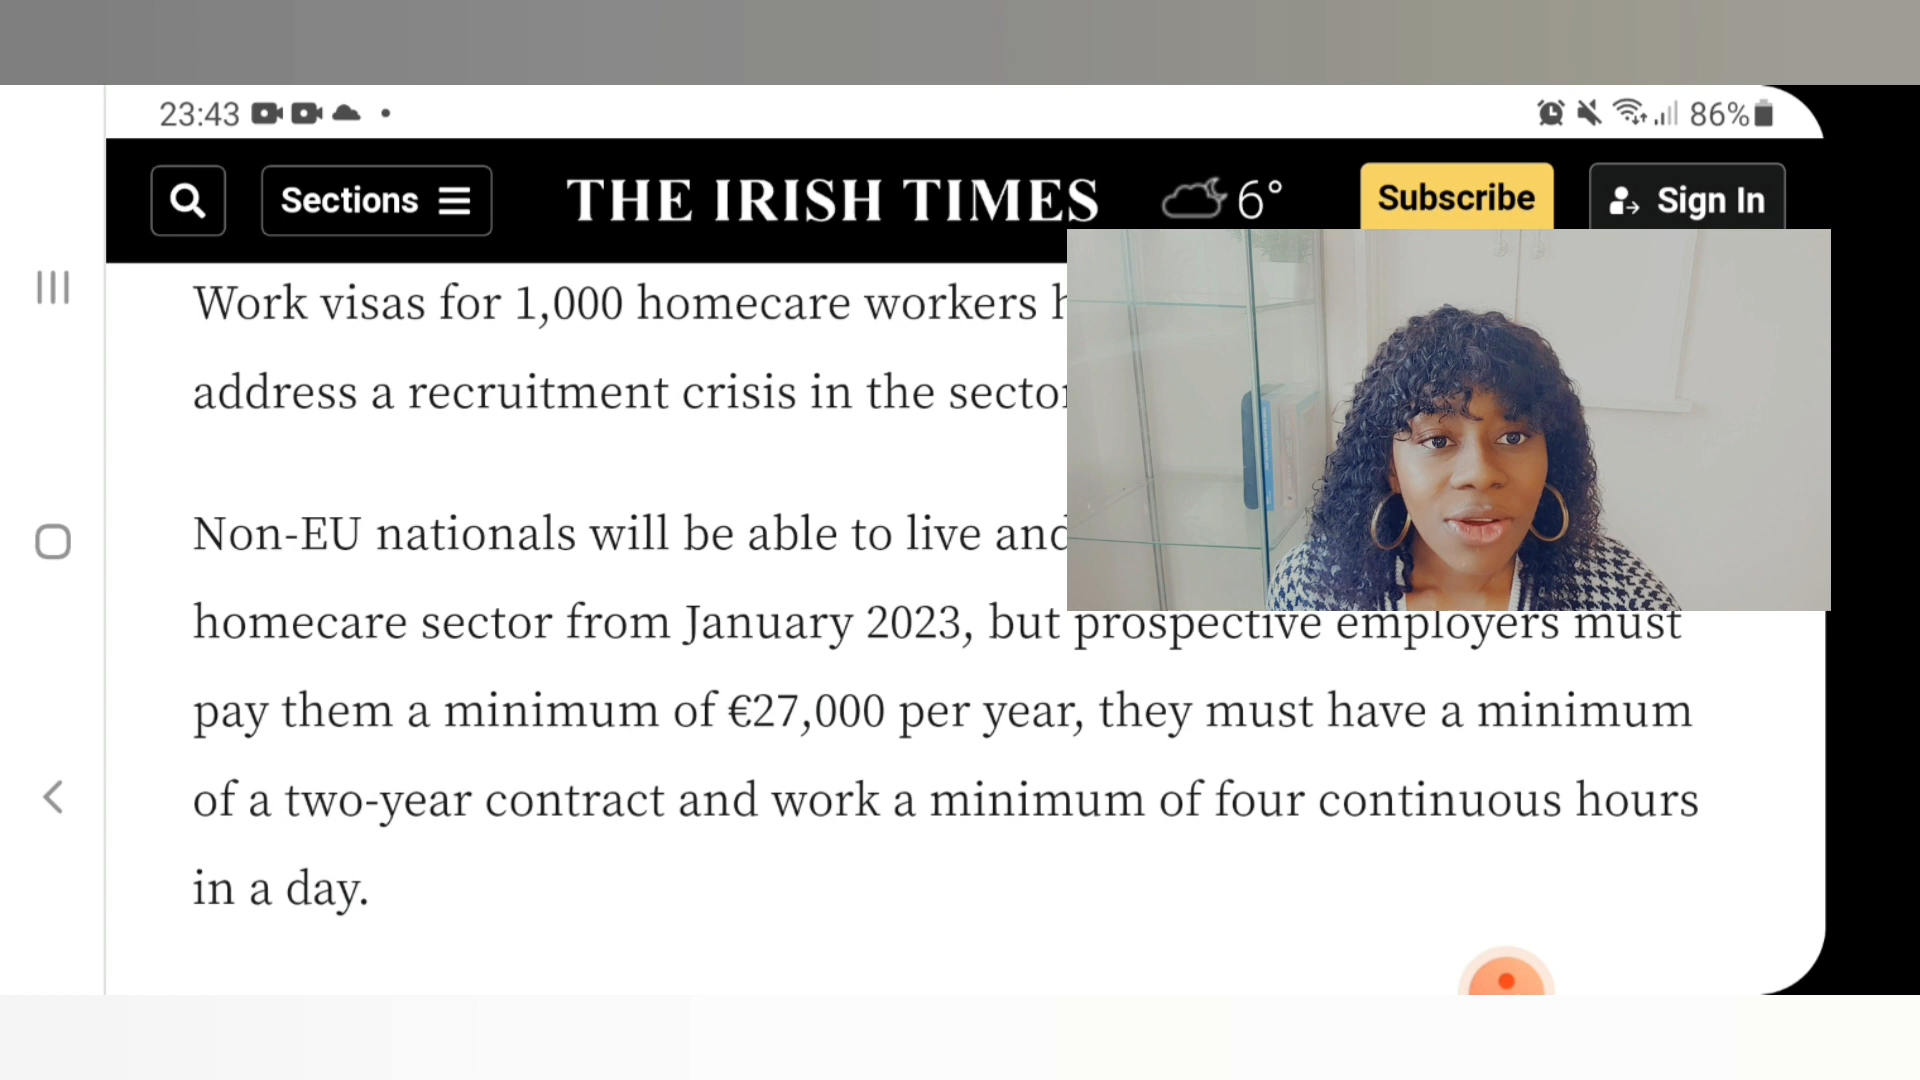 23:43
86%
Sections
THE IRISH TIMES
6°
Subscribe
Sign In
Work visas for 1,000 homecare workers
address a recruitment crisis in the
Non-EU nationals will be able to live
homecare sector from January 2023, but prospective employers must
pay them a minimum of €27,000 per year, they must have a minimum
of a two-year contract and work a minimum of four continuous hours
in a day.